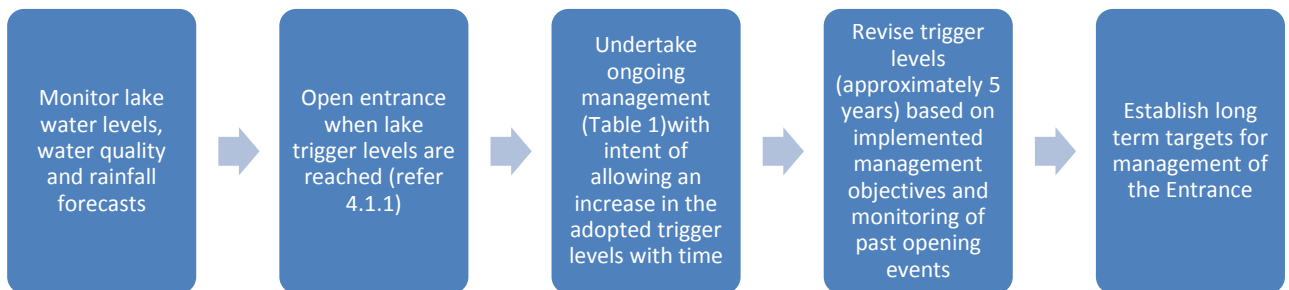 Monitor lake
water levels,
water quality
and rainfall
forecasts
Open entrance
when lake
trigger levels are
reached (refer
4.1.1)
Undertake
ongoing
management
(Table 1)with
intent of
allowing an
increase in the
adopted trigger
levels with time
Revise trigger
levels
(approximately 5
years) based on
implemented
management
objectives and
monitoring of
past opening
events
Establish long
term targets for
management of
the Entrance